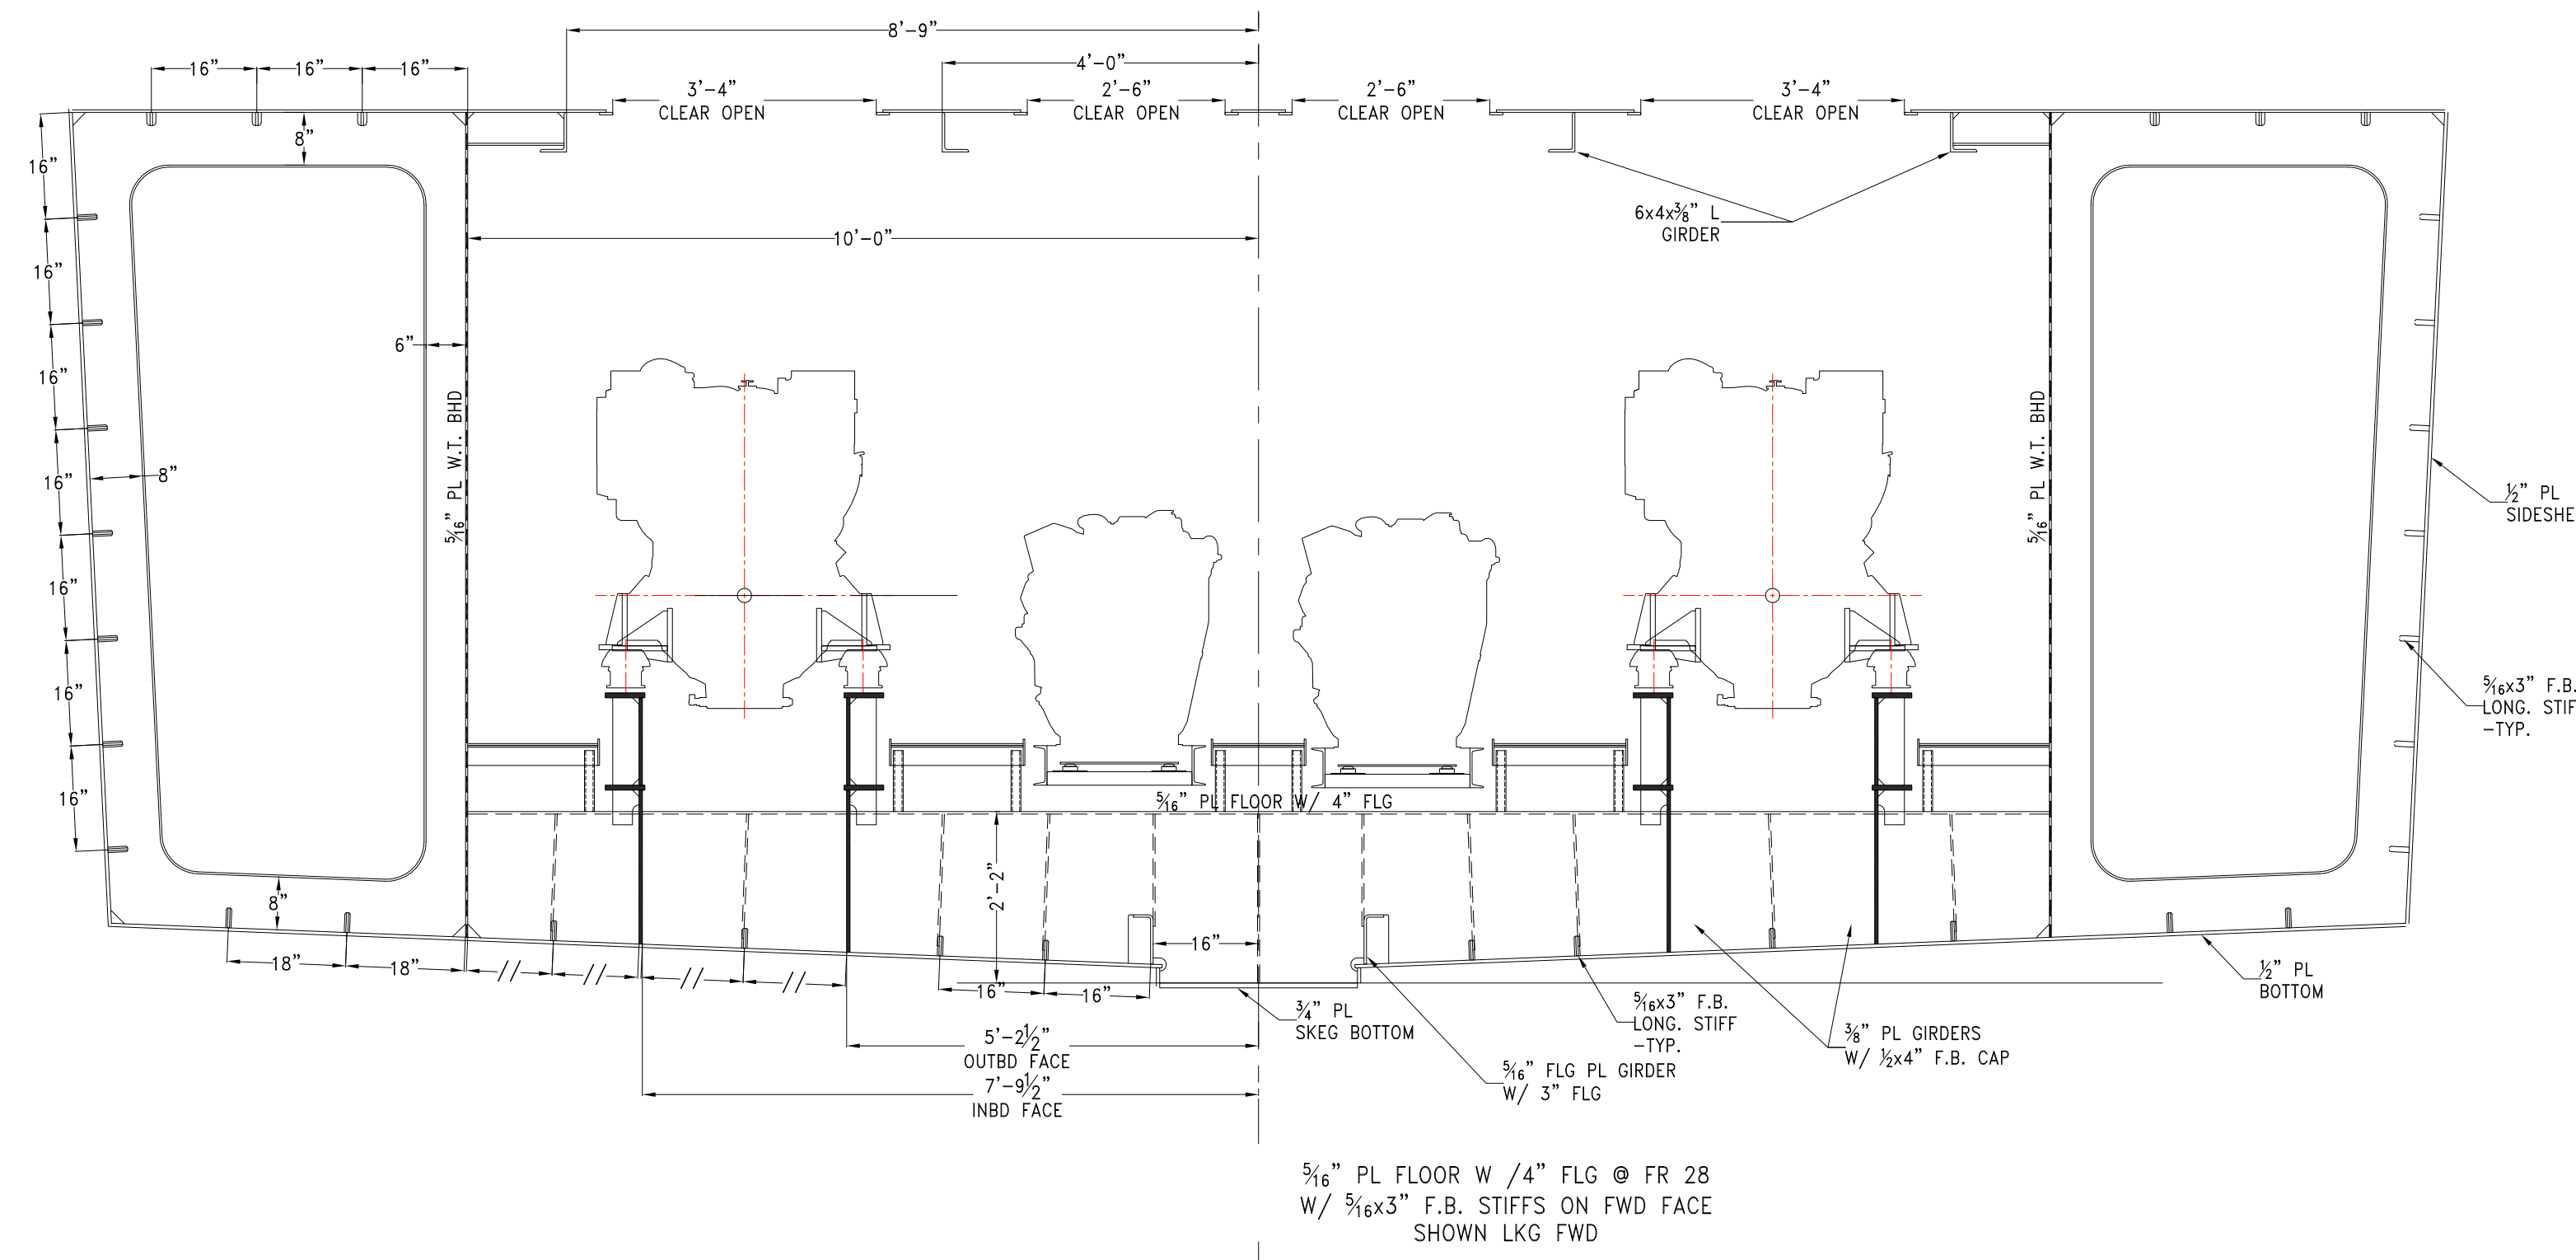 8'-9"
4'-0"
16" 16" 16"
3'-4"
CLEAR OPEN
2'-6"
CLEAR OPEN
2'-6"
CLEAR OPEN
3'-4"
CLEAR OPEN
8"
16"
16"
16"
16"
16"
16"
16"
6x4x⅜" L
GIRDER
10'-0"
6"
8"
5/16" PL W.T. BHD
5/16" PL W.T. BHD
½" PL
SIDESHE
5/16x3" F.B.
LONG. STIF
-TYP.
5/16" PL FLOOR W/ 4" FLG
2'-2"
8"
16"
18" 18" // // // //
16" 16"
¾" PL
SKEG BOTTOM
5/16x3" F.B.
LONG. STIFF
-TYP.
½" PL
BOTTOM
⅜" PL GIRDERS
W/ ½x4" F.B. CAP
5/16" FLG PL GIRDER
W/ 3" FLG
5'-2½"
OUTBD FACE
7'-9½"
INBD FACE
5/16" PL FLOOR W /4" FLG @ FR 28
W/ 5/16x3" F.B. STIFFS ON FWD FACE
SHOWN LKG FWD